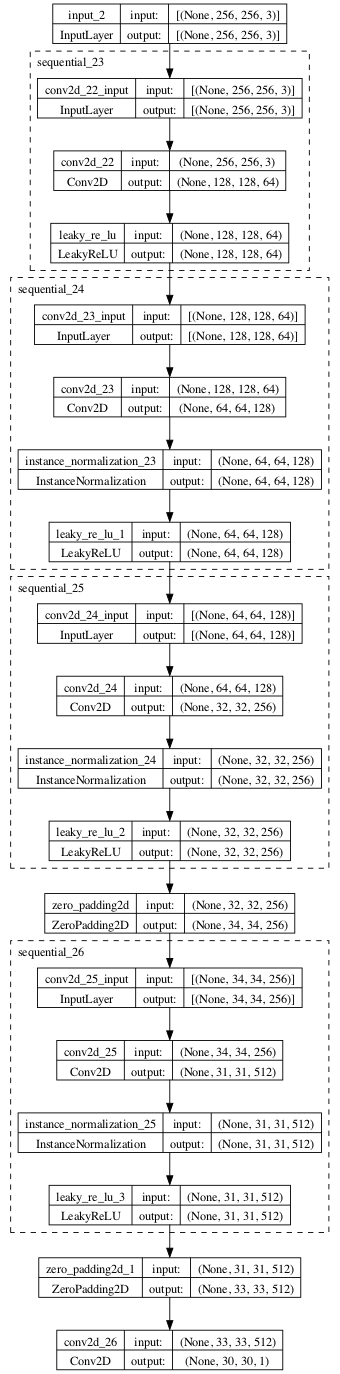 input_2 input: [(None, 256, 256, 3)]
InputLayer output: [(None, 256, 256, 3)]
sequential_23
conv2d_22_input input: [(None, 256, 256, 3)]
InputLayer output: [(None, 256, 256, 3)]
conv2d_22 input: (None, 256, 256, 3)
Conv2D output: (None, 128, 128, 64)
leaky_re_lu input: (None, 128, 128, 64)
LeakyReLU output: (None, 128, 128, 64)
sequential_24
conv2d_23_input input: [(None, 128, 128, 64)]
InputLayer output: [(None, 128, 128, 64)]
conv2d_23 input: (None, 128, 128, 64)
Conv2D output: (None, 64, 64, 128)
instance_normalization_23 input: (None, 64, 64, 128)
InstanceNormalization output: (None, 64, 64, 128)
leaky_re_lu_1 input: (None, 64, 64, 128)
LeakyReLU output: (None, 64, 64, 128)
sequential_25
conv2d_24_input input: [(None, 64, 64, 128)]
InputLayer output: [(None, 64, 64, 128)]
conv2d_24 input: (None, 64, 64, 128)
Conv2D output: (None, 32, 32, 256)
instance_normalization_24 input: (None, 32, 32, 256)
InstanceNormalization output: (None, 32, 32, 256)
leaky_re_lu_2 input: (None, 32, 32, 256)
LeakyReLU output: (None, 32, 32, 256)
zero_padding2d input: (None, 32, 32, 256)
ZeroPadding2D output: (None, 34, 34, 256)
sequential_26
conv2d_25_input input: [(None, 34, 34, 256)]
InputLayer output: [(None, 34, 34, 256)]
conv2d_25 input: (None, 34, 34, 256)
Conv2D output: (None, 31, 31, 512)
instance_normalization_25 input: (None, 31, 31, 512)
InstanceNormalization output: (None, 31, 31, 512)
leaky_re_lu_3 input: (None, 31, 31, 512)
LeakyReLU output: (None, 31, 31, 512)
zero_padding2d_1 input: (None, 31, 31, 512)
ZeroPadding2D output: (None, 33, 33, 512)
conv2d_26 input: (None, 33, 33, 512)
Conv2D output: (None, 30, 30, 1)